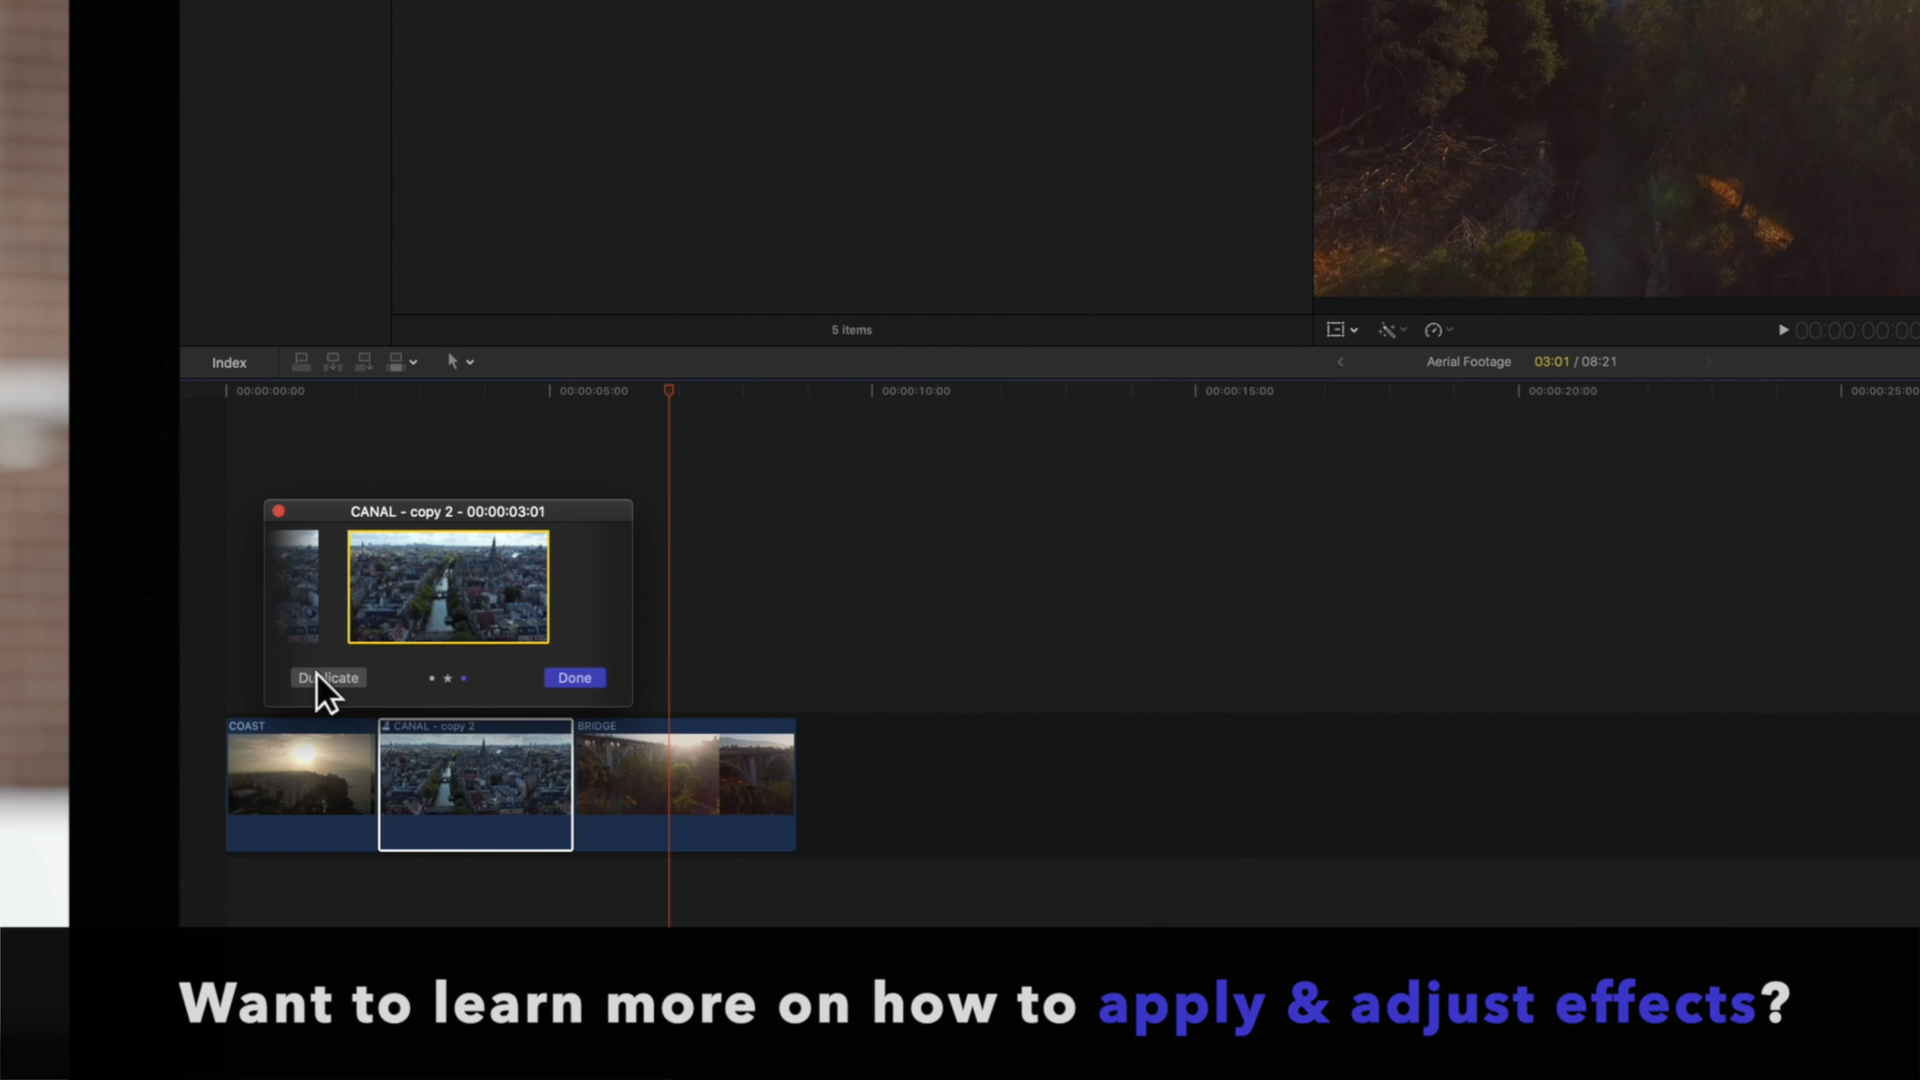 5 items
00:00:00:00
Index
Aerial Footage
03:01 / 08:21
00:00:00:00
00:00:05:00
00:00:10:00
00:00:15:00
00:00:20:00
00:00:25:00
CANAL - copy 2 - 00:00:03:01
Duplicate
Done
COAST
CANAL - copy 2
BRIDGE
Want to learn more on how to apply & adjust effects?